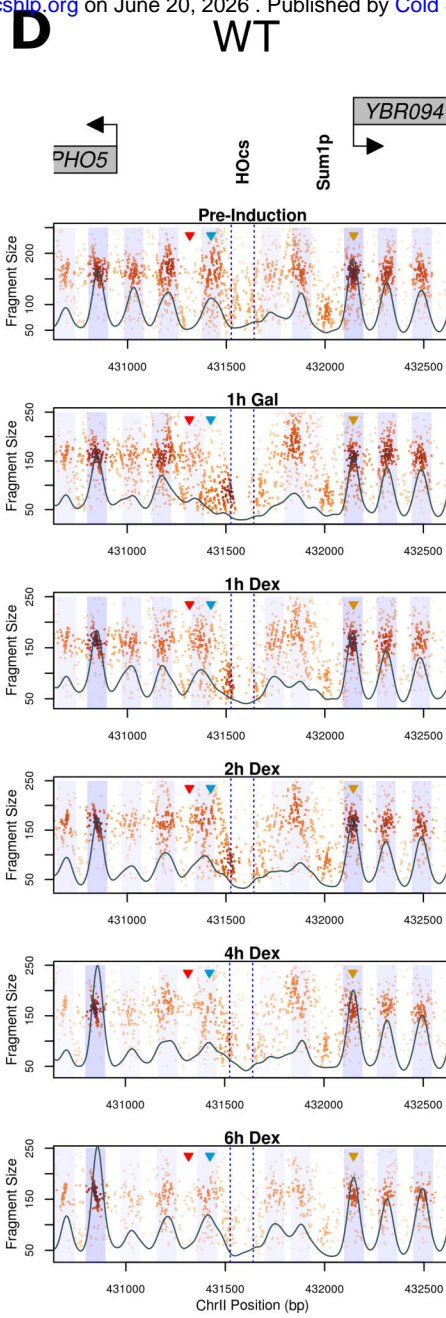 cshlp.org on June 20, 2026 . Published by Cold
D
WT
YBR094
PHO5
HOcs
Sum1p
Pre-Induction
Fragment Size
200
100
50
431000
431500
432000
432500
1h Gal
Fragment Size
250
150
50
431000
431500
432000
432500
1h Dex
Fragment Size
250
150
50
431000
431500
432000
432500
2h Dex
Fragment Size
250
150
50
431000
431500
432000
432500
4h Dex
Fragment Size
250
150
50
431000
431500
432000
432500
6h Dex
Fragment Size
250
150
50
431000
431500
432000
432500
ChrII Position (bp)